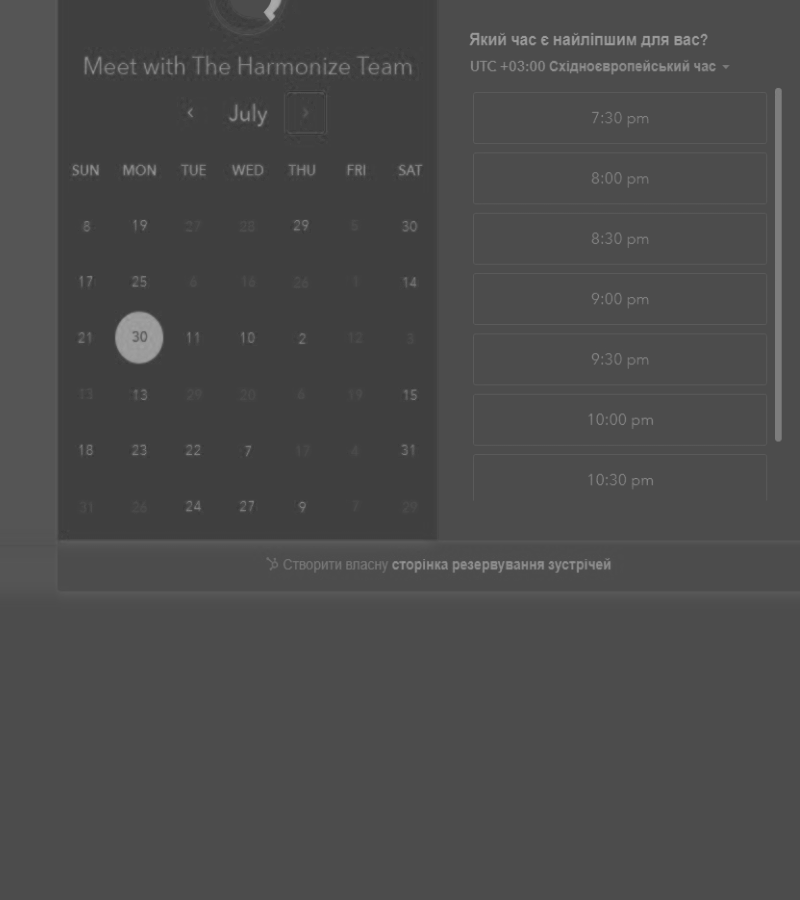 Meet with The Harmonize Team
July
SUN MON TUE WED THU FRI SAT
8 19 27 28 29 5 30
17 25 6 16 26 1 14
21 30 11 10 2 12 3
13 29 20 6 19 15
18 23 22 7 17 4 31
31 26 24 27 9 7 29
Який час є найліпшим для вас?
UTC +03:00 Східноєвропейський час
7:30 pm
8:00 pm
8:30 pm
9:00 pm
9:30 pm
10:00 pm
10:30 pm
Створити власну сторінка резервування зустрічей